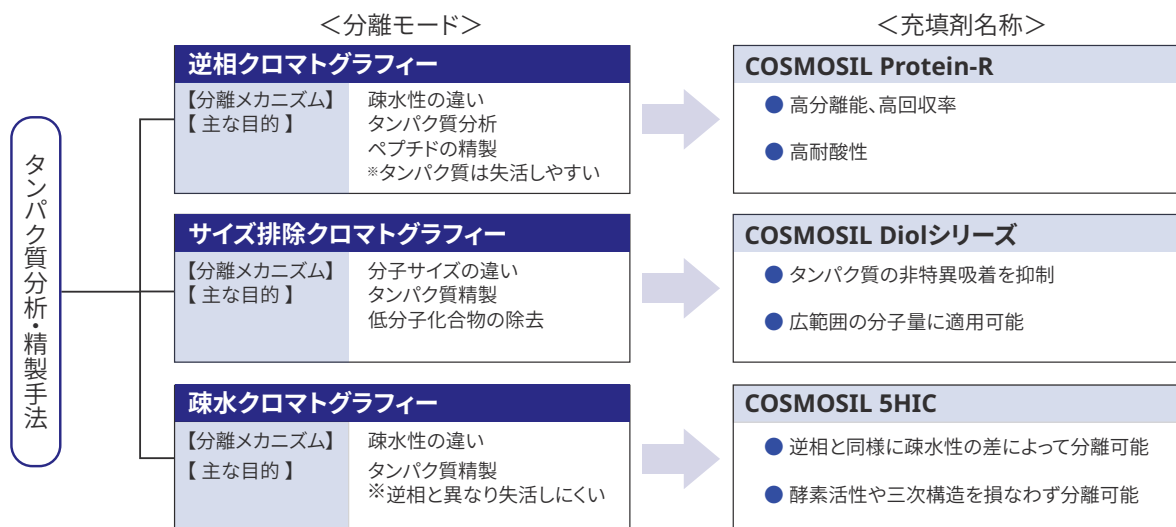 ＜分離モード＞
＜充填剤名称＞
タンパク質分析・精製手法
逆相クロマトグラフィー
【分離メカニズム】 疎水性の違い
【 主な目的 】 タンパク質分析
ペプチドの精製
※タンパク質は失活しやすい
COSMOSIL Protein-R
● 高分離能、高回収率
● 高耐酸性
サイズ排除クロマトグラフィー
【分離メカニズム】 分子サイズの違い
【 主な目的 】 タンパク質精製
低分子化合物の除去
COSMOSIL Diolシリーズ
● タンパク質の非特異吸着を抑制
● 広範囲の分子量に適用可能
疎水クロマトグラフィー
【分離メカニズム】 疎水性の違い
【 主な目的 】 タンパク質精製
※逆相と異なり失活しにくい
COSMOSIL 5HIC
● 逆相と同様に疎水性の差によって分離可能
● 酵素活性や三次構造を損なわず分離可能